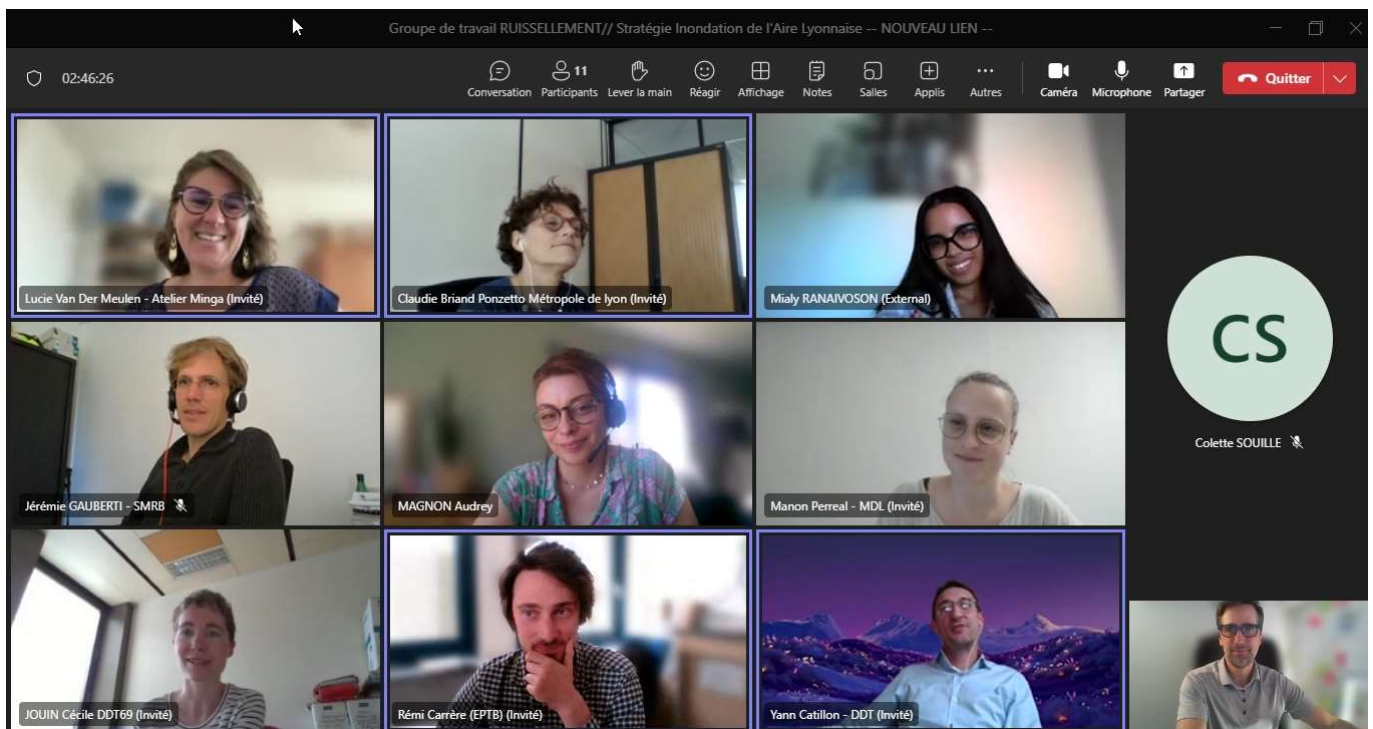 Groupe de travail RUISSELLEMENT// Stratégie Inondation de l'Aire Lyonnaise -- NOUVEAU LIEN --
02:46:26
11
Conversation Participants Lever la main Réagir Affichage Notes Salles Applis Autres Caméra Microphone Partager Quitter
Lucie Van Der Meulen - Atelier Minga (Invité)
Claudie Briand Ponzetto Métropole de lyon (Invité)
Mialy RANAIVOSON (External)
CS
Colette SOUILLE
Jérémie GAUBERTI - SMRB
MAGNON Audrey
Manon Perreal - MDL (Invité)
JOUIN Cécile DDT69 (Invité)
Rémi Carrère (EPTB) (Invité)
Yann Catillon - DDT (Invité)